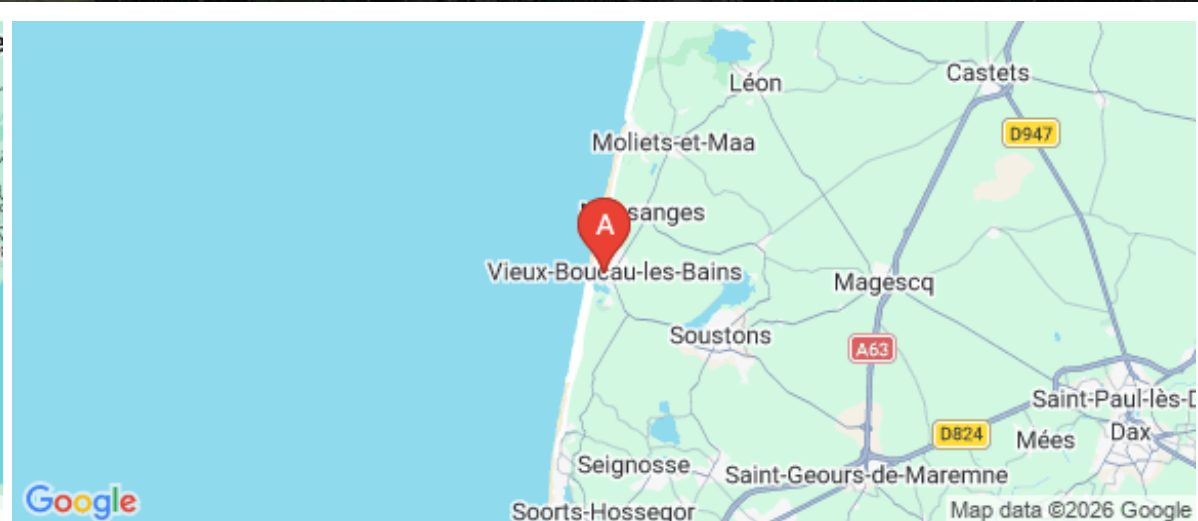 Léon
Castets
D947
Moliets-et-Maa
A
Vieux-Boucau-les-Bains
Magescq
Soustons
A63
Saint-Paul-lès-D
D824
Mées
Dax
Seignosse
Saint-Geours-de-Maremne
Google
Soorts-Hossegor
Map data ©2026 Google